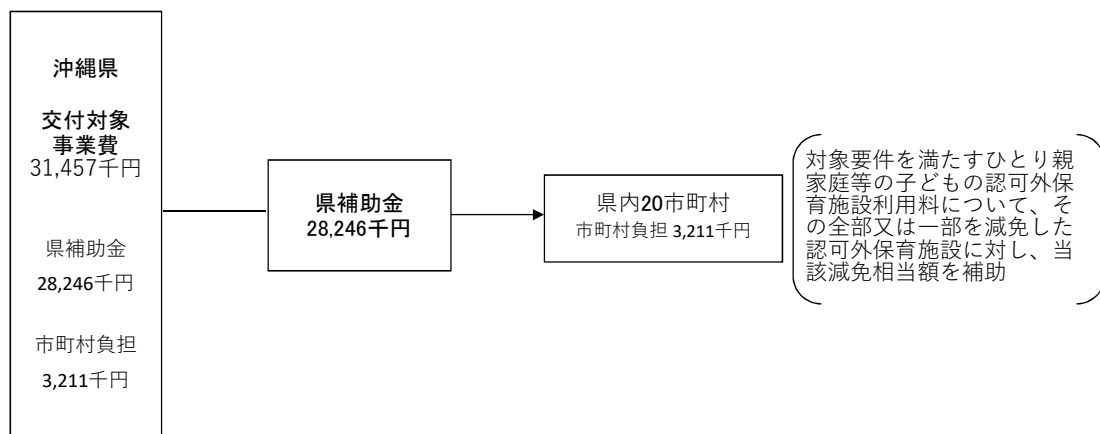 沖縄県
交付対象
事業費
31,457千円
県補助金
28,246千円
市町村負担
3,211千円
県補助金
28,246千円
県内20市町村
市町村負担 3,211千円
対象要件を満たすひとり親
家庭等の子どもの認可外保
育施設利用料について、そ
の全部又は一部を減免した
認可外保育施設に対し、当
該減免相当額を補助